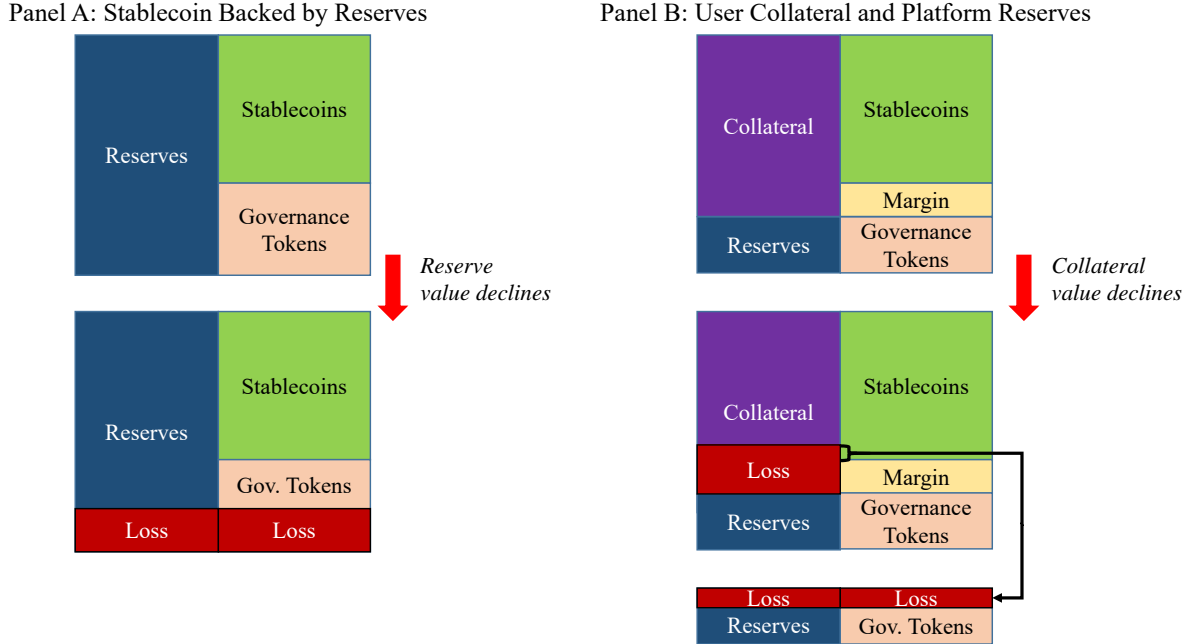 Panel A: Stablecoin Backed by Reserves
Reserves
Stablecoins
Governance
Tokens
Reserve
value declines
Reserves
Stablecoins
Gov. Tokens
Loss
Loss
Panel B: User Collateral and Platform Reserves
Collateral
Stablecoins
Margin
Reserves
Governance
Tokens
Collateral
value declines
Collateral
Stablecoins
Loss
Margin
Reserves
Governance
Tokens
Loss
Loss
Reserves
Gov. Tokens